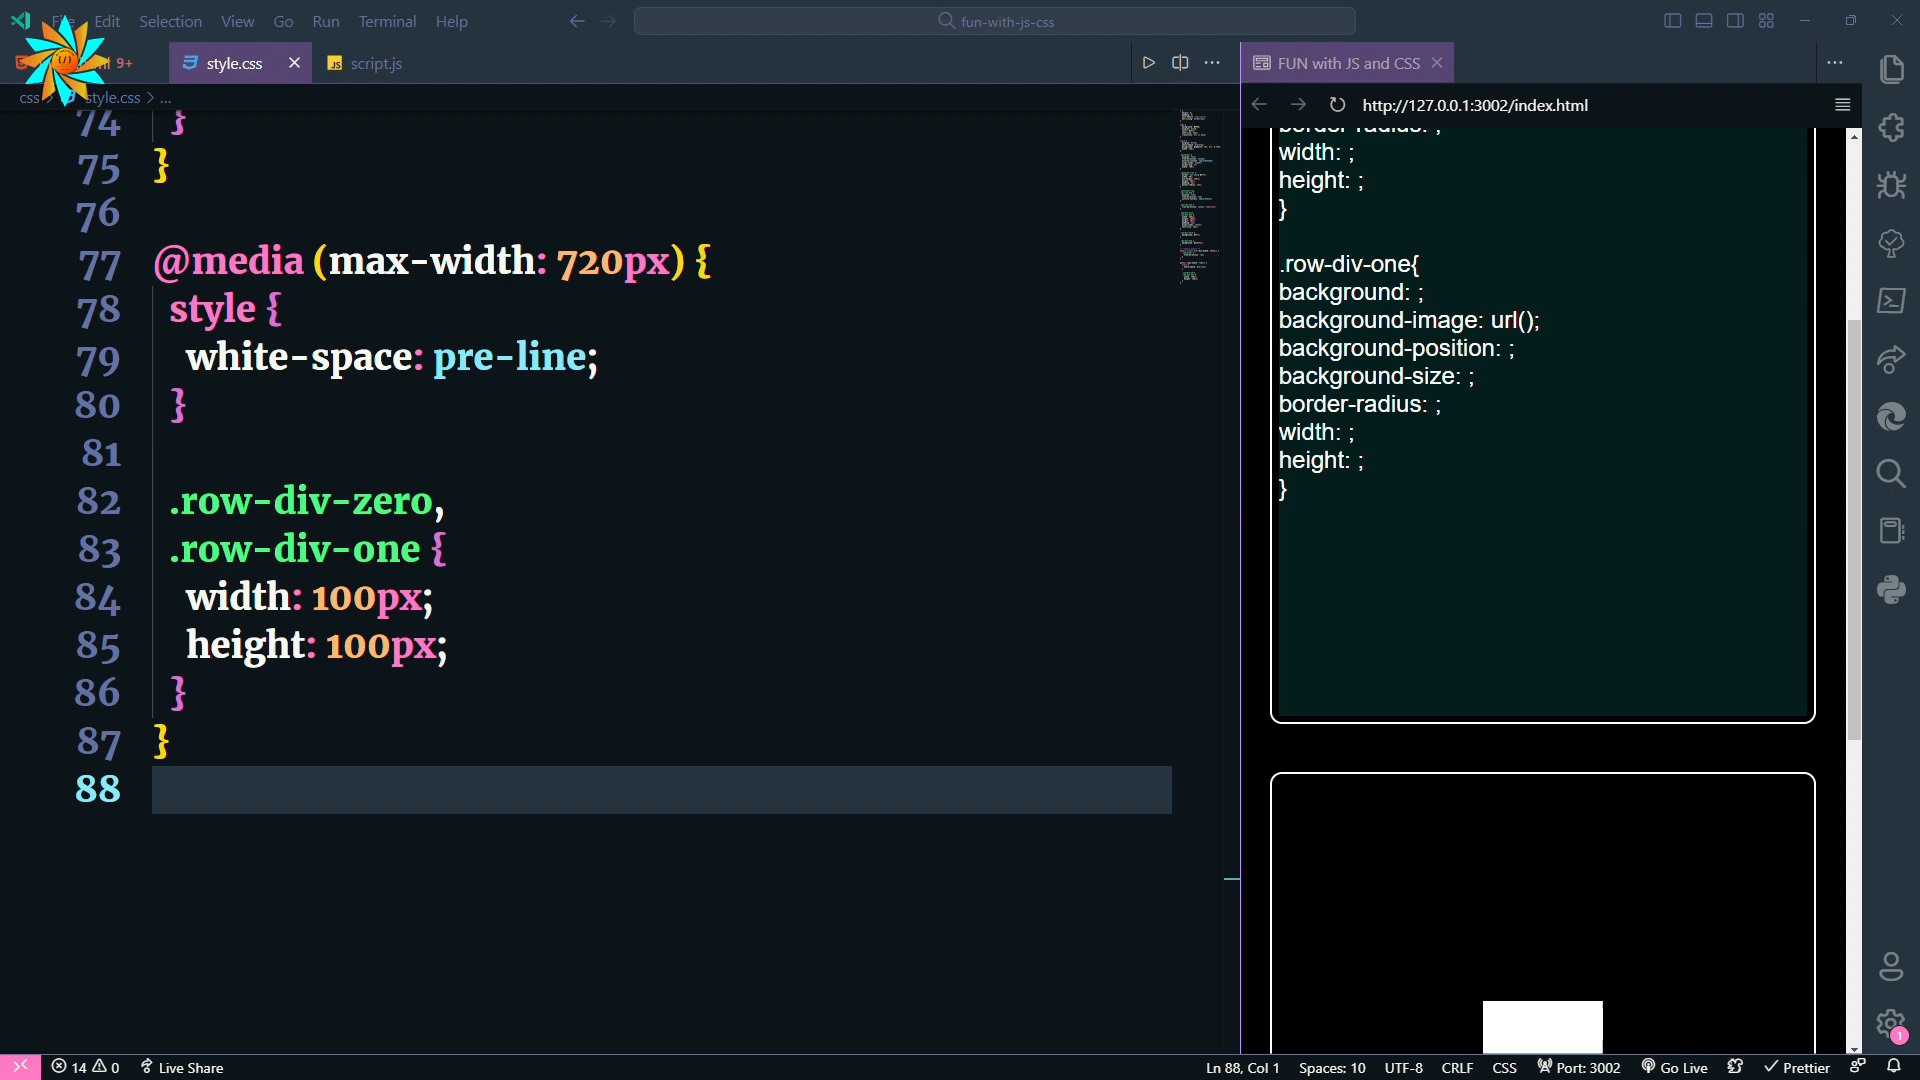 File Edit Selection View Go Run Terminal Help
fun-with-js-css
9+
style.css
JS script.js
FUN with JS and CSS
css > style.css > ...
http://127.0.0.1:3002/index.html
74 }
75 }
76
77 @media (max-width: 720px) {
78 style {
79 white-space: pre-line;
80 }
81
82 .row-div-zero,
83 .row-div-one {
84 width: 100px;
85 height: 100px;
86 }
87 }
88
border-radius: ;
width: ;
height: ;
}
.row-div-one{
background: ;
background-image: url();
background-position: ;
background-size: ;
border-radius: ;
width: ;
height: ;
}
1
14 0 Live Share
Ln 88, Col 1 Spaces: 10 UTF-8 CRLF CSS Port: 3002 Go Live Prettier